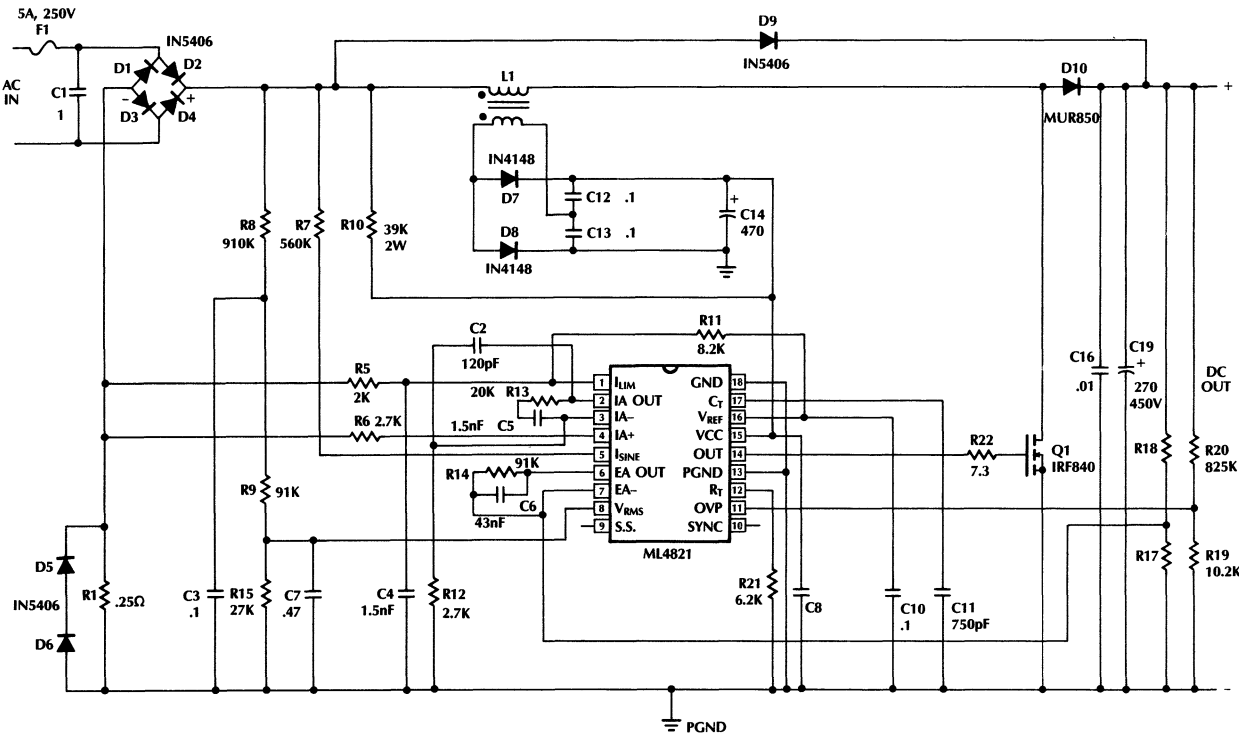 5A, 250V
F1
IN5406
D9
IN5406
D1
D2
D10
AC
IN
C1
1
–
+
D3
D4
L1
MUR850
+
IN4148
D7
C12 .1
+
C14
470
R8
910K
R7
560K
R10
39K
2W
D8
C13 .1
IN4148
R11
8.2K
C2
120pF
C16
.01
C19
+
270
450V
DC
OUT
R5
2K
20K
R13
1 ILIM
GND 18
2 IA OUT
CT 17
1.5nF C5
3 IA–
VREF 16
R6 2.7K
4 IA+
VCC 15
5 ISINE
OUT 14
R22
7.3
Q1
IRF840
R18
R20
825K
R14
91K
6 EA OUT
PGND 13
R9
91K
7 EA–
RT 12
C6
43nF
8 VRMS
OVP 11
9 S.S.
SYNC 10
ML4821
D5
IN5406
D6
R1
.25Ω
C3
.1
R15
27K
C7
.47
C4
1.5nF
R12
2.7K
R21
6.2K
C8
C10
.1
C11
750pF
R17
R19
10.2K
–
PGND